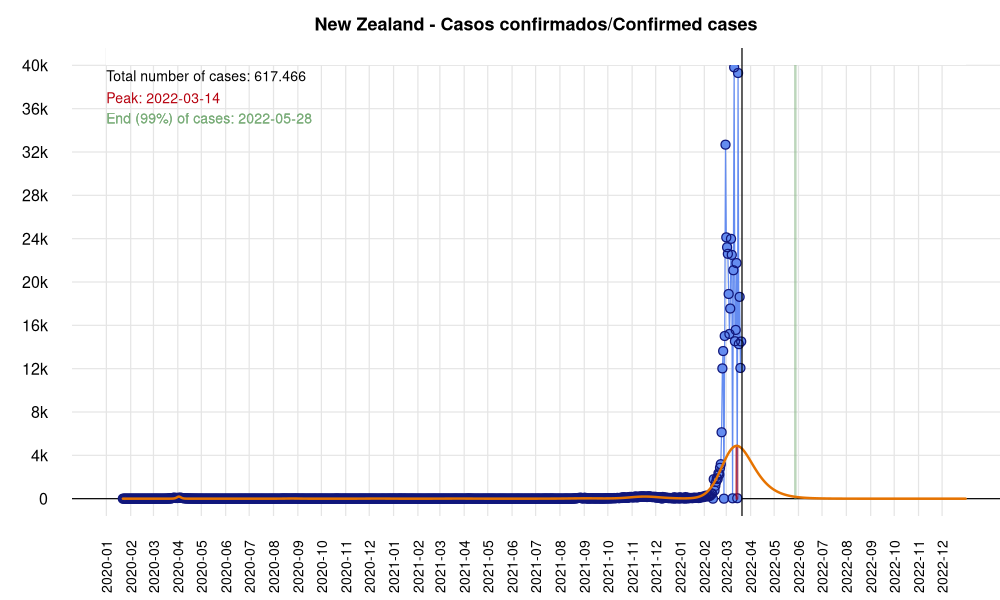 New Zealand - Casos confirmados/Confirmed cases
Total number of cases: 617.466
Peak: 2022-03-14
End (99%) of cases: 2022-05-28
40k
36k
32k
28k
24k
20k
16k
12k
8k
4k
0
2020-01
2020-02
2020-03
2020-04
2020-05
2020-06
2020-07
2020-08
2020-09
2020-10
2020-11
2020-12
2021-01
2021-02
2021-03
2021-04
2021-05
2021-06
2021-07
2021-08
2021-09
2021-10
2021-11
2021-12
2022-01
2022-02
2022-03
2022-04
2022-05
2022-06
2022-07
2022-08
2022-09
2022-10
2022-11
2022-12